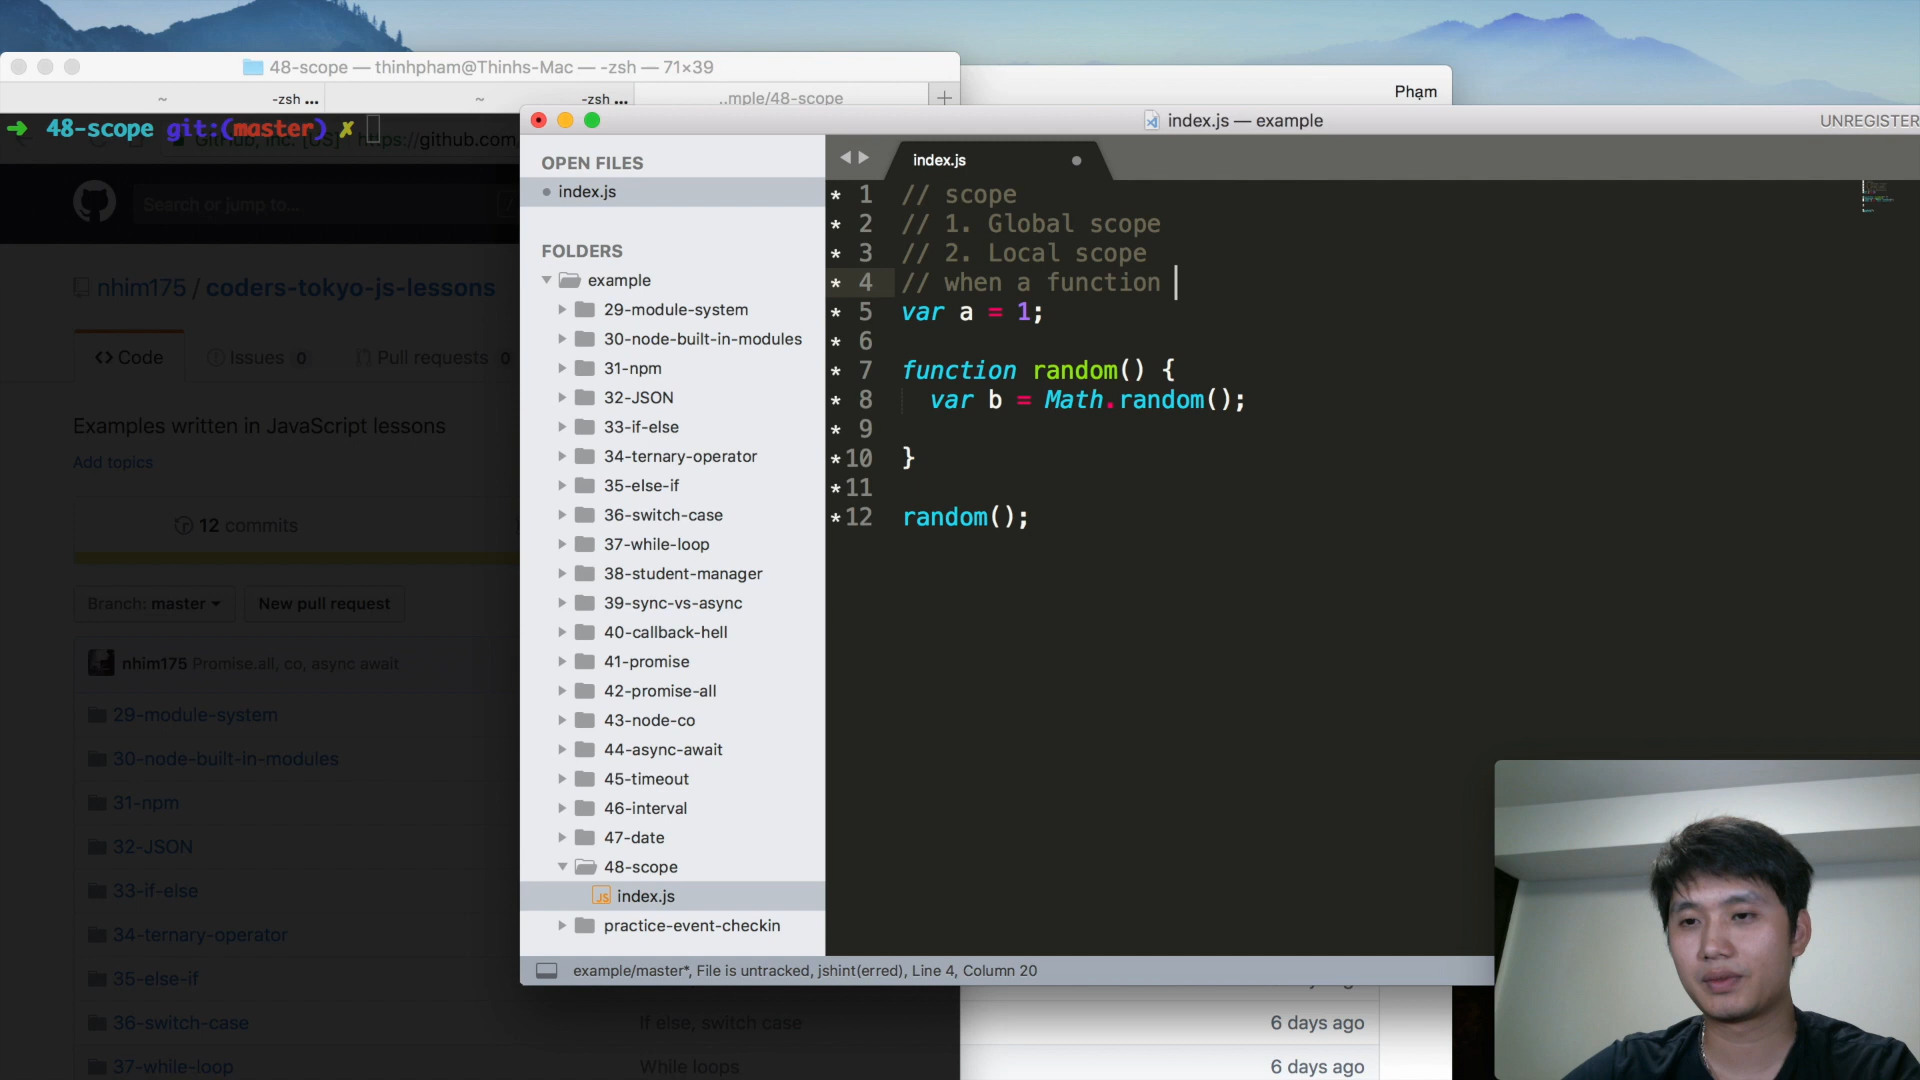 48-scope — thinhpham@Thinhs-Mac — -zsh — 71×39
~ -zsh ... ~ -zsh ... ..mple/48-scope +
Phạm
➜ 48-scope git:(master) ✗
GitHub, Inc. [US] https://github.com
index.js — example
UNREGISTER
Search or jump to... /
nhim175 / coders-tokyo-js-lessons
<> Code Issues 0 Pull requests 0
Examples written in JavaScript lessons
Add topics
12 commits
Branch: master New pull request
nhim175 Promise.all, co, async await
29-module-system
30-node-built-in-modules
31-npm
32-JSON
33-if-else
34-ternary-operator
35-else-if
36-switch-case If else, switch case 6 days ago
37-while-loop While loops 6 days ago
OPEN FILES
index.js
FOLDERS
example
29-module-system
30-node-built-in-modules
31-npm
32-JSON
33-if-else
34-ternary-operator
35-else-if
36-switch-case
37-while-loop
38-student-manager
39-sync-vs-async
40-callback-hell
41-promise
42-promise-all
43-node-co
44-async-await
45-timeout
46-interval
47-date
48-scope
index.js
practice-event-checkin
index.js
* 1 // scope
* 2 // 1. Global scope
* 3 // 2. Local scope
* 4 // when a function
* 5 var a = 1;
* 6
* 7 function random() {
* 8 var b = Math.random();
* 9
*10 }
*11
*12 random();
example/master*, File is untracked, jshint(erred), Line 4, Column 20